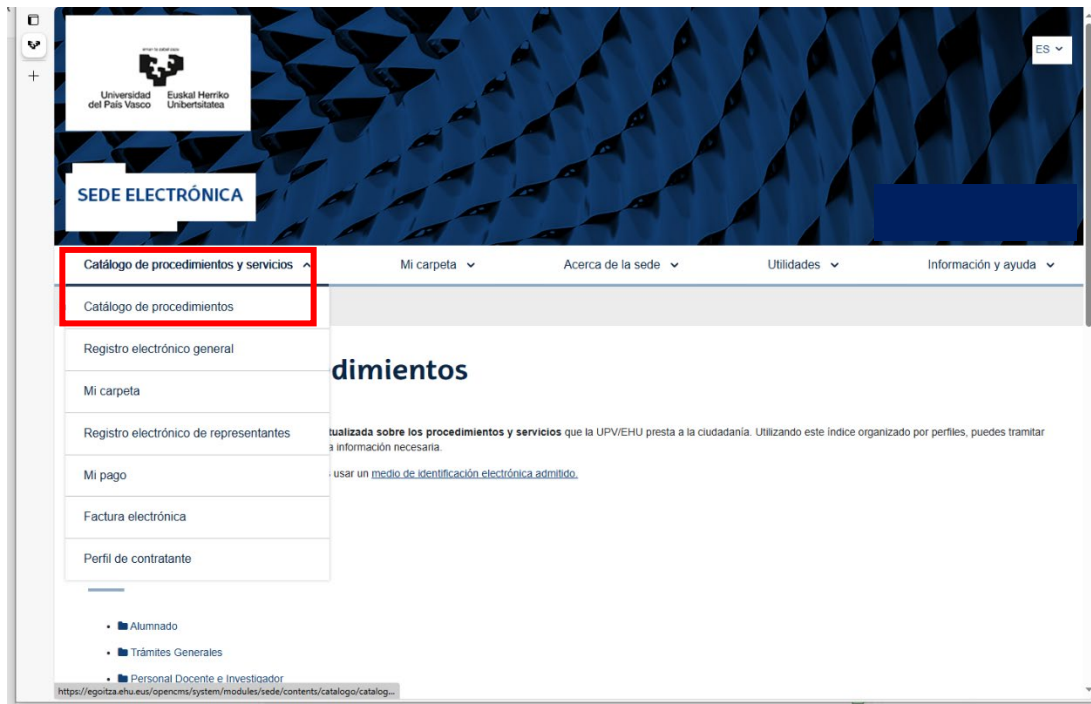 Universidad del País Vasco
Euskal Herriko Unibertsitatea
ES
SEDE ELECTRÓNICA
Catálogo de procedimientos y servicios
Mi carpeta
Acerca de la sede
Utilidades
Información y ayuda
Catálogo de procedimientos
Registro electrónico general
Mi carpeta
Registro electrónico de representantes
Mi pago
Factura electrónica
Perfil de contratante
dimientos
tualizada sobre los procedimientos y servicios que la UPV/EHU presta a la ciudadanía. Utilizando este índice organizado por perfiles, puedes tramitar
a información necesaria.
usar un medio de identificación electrónica admitido.
Alumnado
Trámites Generales
Personal Docente e Investigador
https://egoitza.ehu.eus/opencms/system/modules/sede/contents/catalogo/catalog...